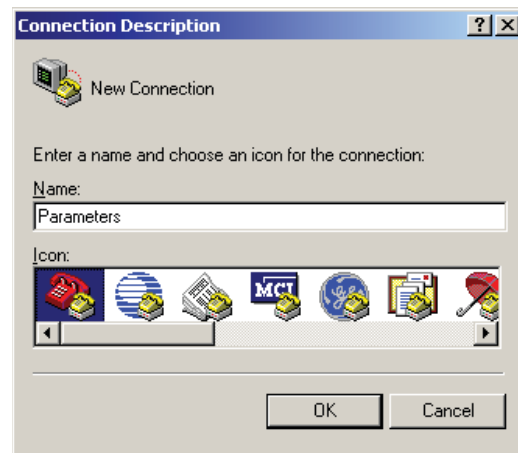 Connection Description
New Connection
Enter a name and choose an icon for the connection:
Name:
Parameters
Icon:
MCI
OK Cancel